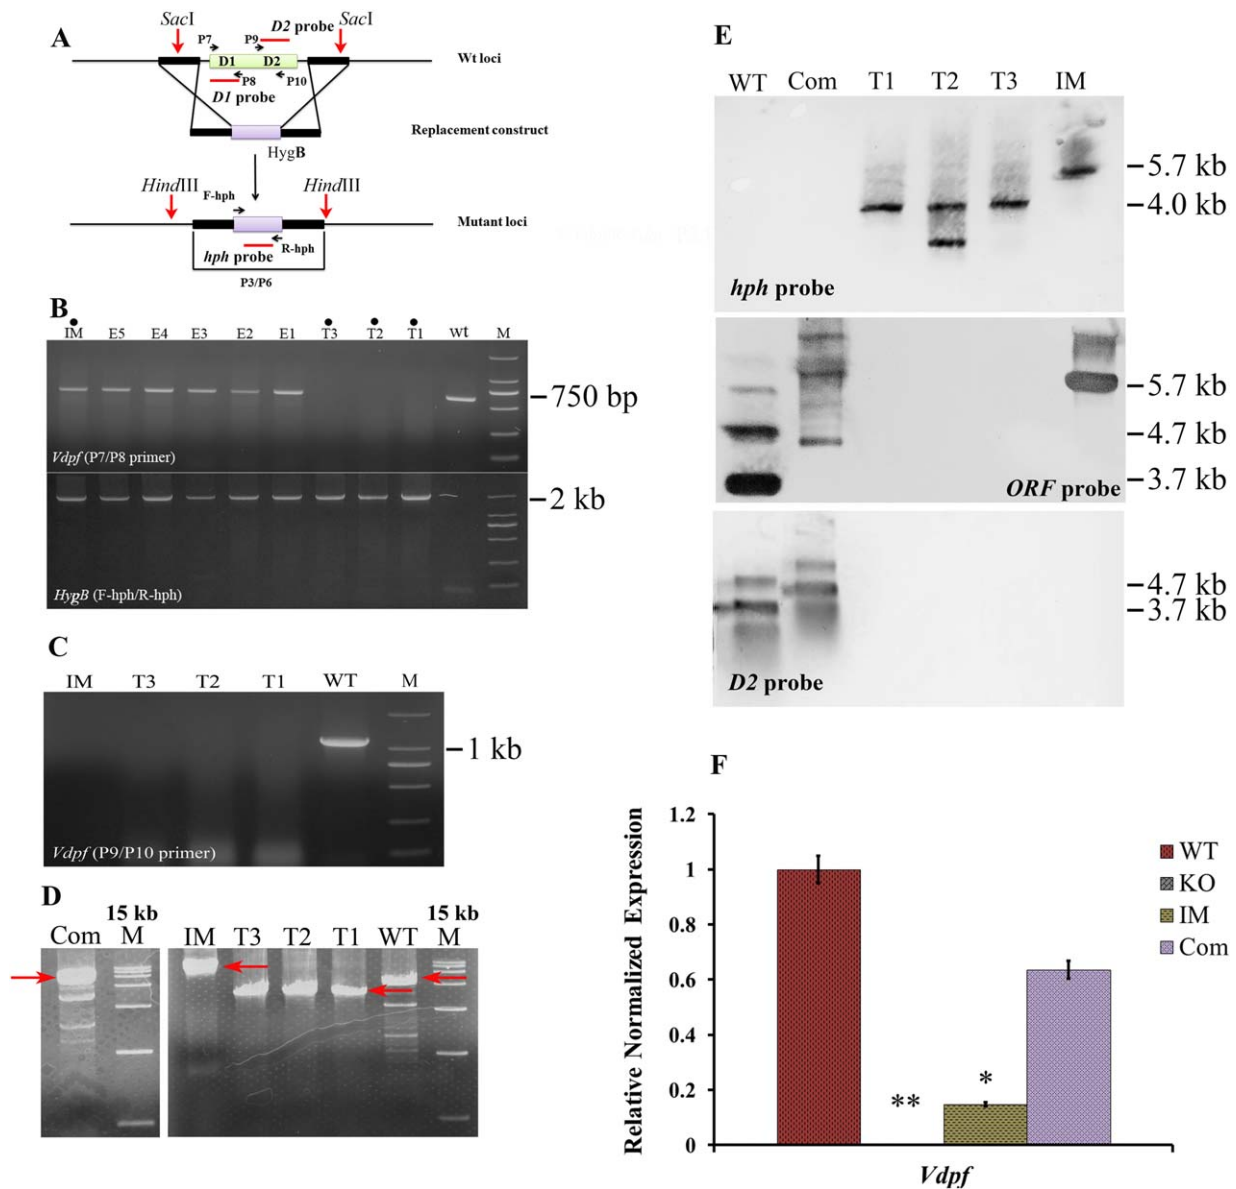 A
SacI
D2 probe
SacI
P7
P9
D1
D2
Wt loci
P8
P10
D1 probe
Replacement construct
HygB
HindIII
F-hph
HindIII
Mutant loci
hph probe
R-hph
P3/P6
B
IM E5 E4 E3 E2 E1 T3 T2 T1 Wt M
750 bp
Vdpf (P7/P8 primer)
2 kb
HygB (F-hph/R-hph)
C
IM T3 T2 T1 WT M
1 kb
Vdpf (P9/P10 primer)
D
15 kb
15 kb
Com M IM T3 T2 T1 WT M
E
WT Com T1 T2 T3 IM
5.7 kb
4.0 kb
hph probe
5.7 kb
4.7 kb
3.7 kb
ORF probe
4.7 kb
3.7 kb
D2 probe
F
Relative Normalized Expression
1.2
1
0.8
0.6
0.4
0.2
0
**
*
Vdpf
WT
KO
IM
Com